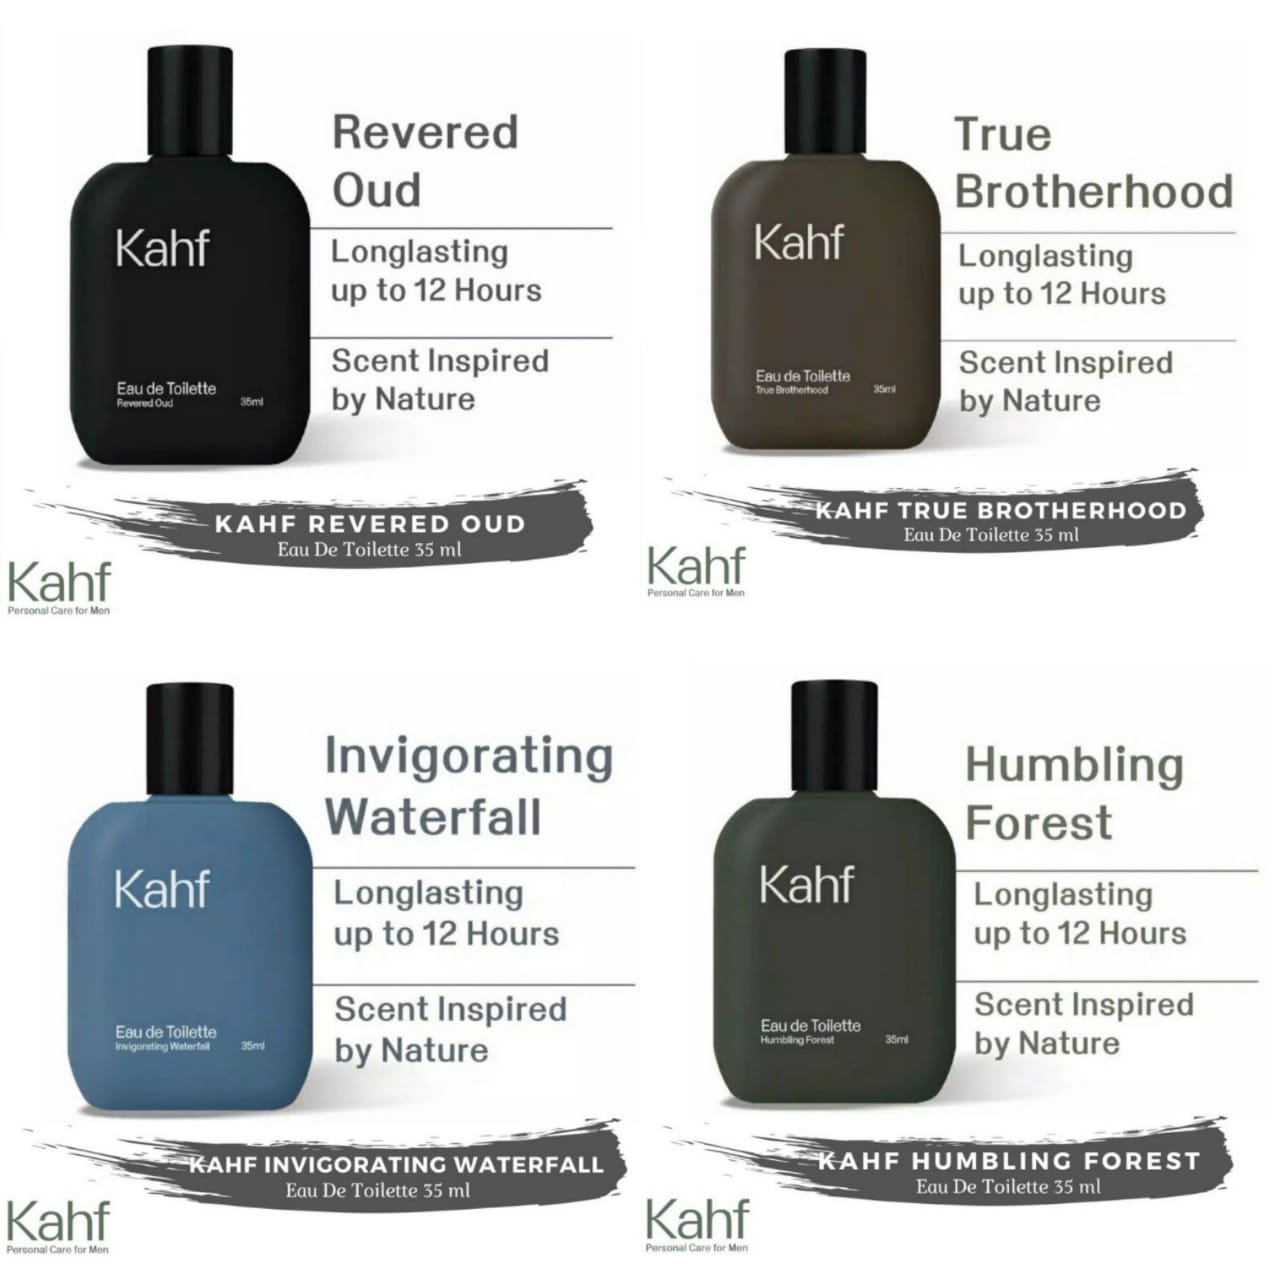 Kahf
Eau de Toilette
Revered Oud 35ml
Revered
Oud
Longlasting
up to 12 Hours
Scent Inspired
by Nature
KAHF REVERED OUD
Eau De Toilette 35 ml
Kahf
Personal Care for Men
Kahf
Eau de Toilette
True Brotherhood 35ml
True
Brotherhood
Longlasting
up to 12 Hours
Scent Inspired
by Nature
KAHF TRUE BROTHERHOOD
Eau De Toilette 35 ml
Kahf
Personal Care for Men
Kahf
Eau de Toilette
Invigorating Waterfall 35ml
Invigorating
Waterfall
Longlasting
up to 12 Hours
Scent Inspired
by Nature
KAHF INVIGORATING WATERFALL
Eau De Toilette 35 ml
Kahf
Personal Care for Men
Kahf
Eau de Toilette
Humbling Forest 35ml
Humbling
Forest
Longlasting
up to 12 Hours
Scent Inspired
by Nature
KAHF HUMBLING FOREST
Eau De Toilette 35 ml
Kahf
Personal Care for Men